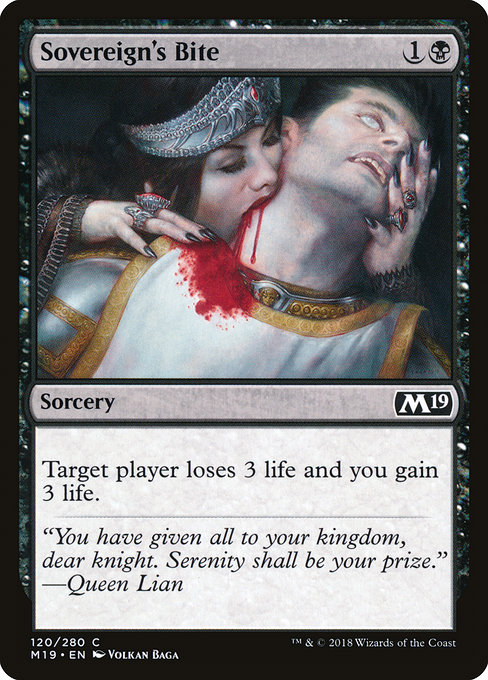 Sovereign's Bite 1
Sorcery M19
Target player loses 3 life and you gain
3 life.
“You have given all to your kingdom,
dear knight. Serenity shall be your prize.”
—Queen Lian
120/280 C ™ & © 2018 Wizards of the Coast
M19 • EN Volkan Baga